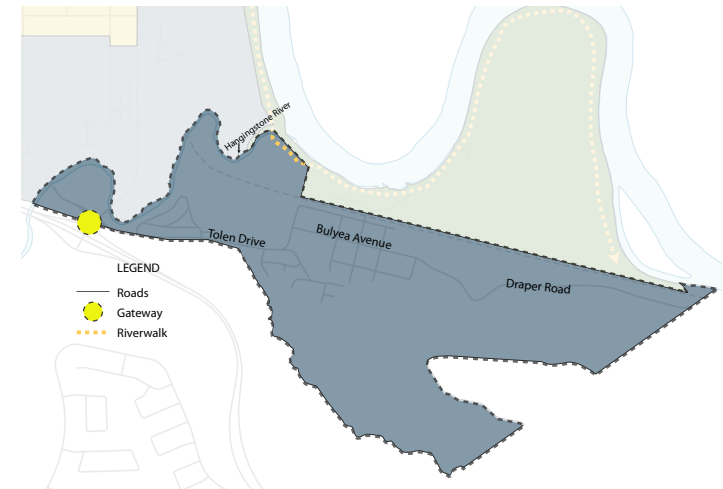 Hangingstone River
Tolen Drive
Bulyea Avenue
Draper Road
LEGEND
Roads
Gateway
Riverwalk